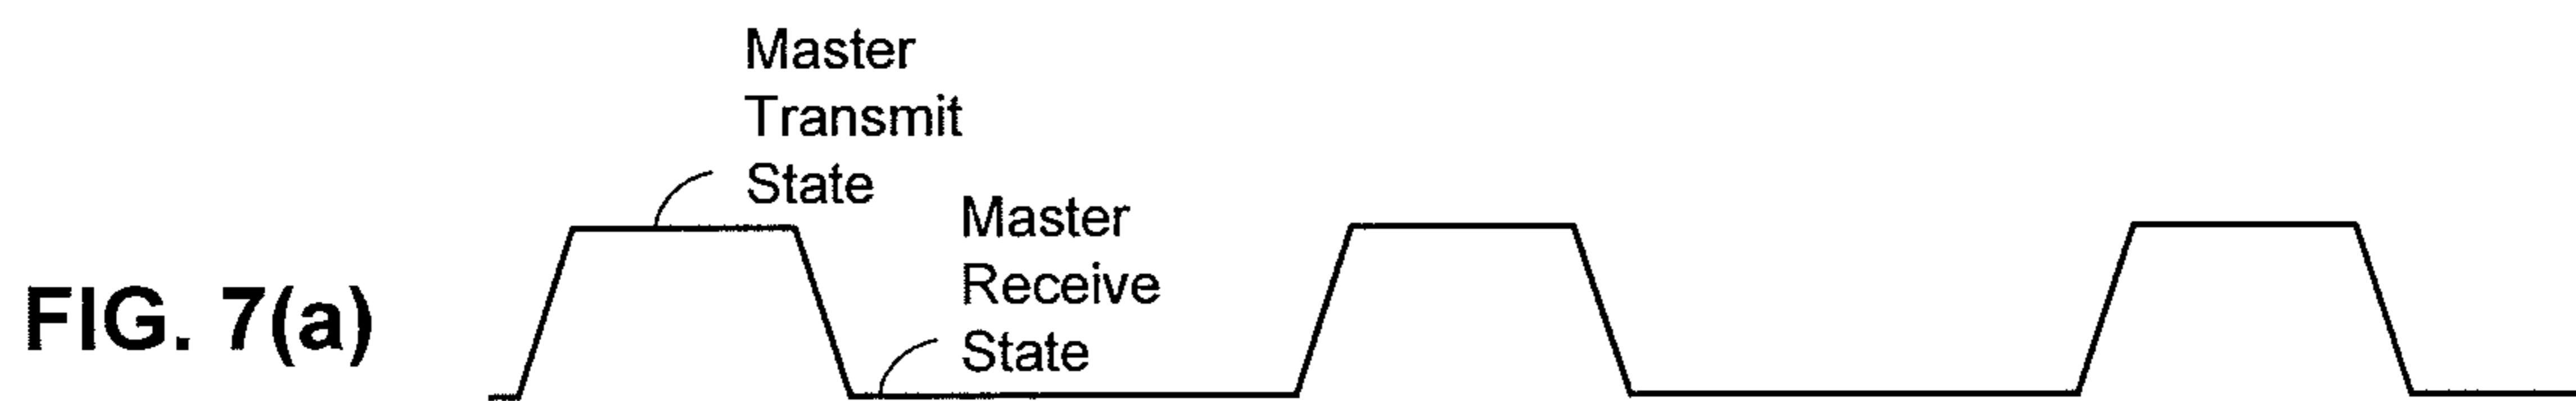 Master
Transmit
State
Master
Receive
State
FIG. 7(a)